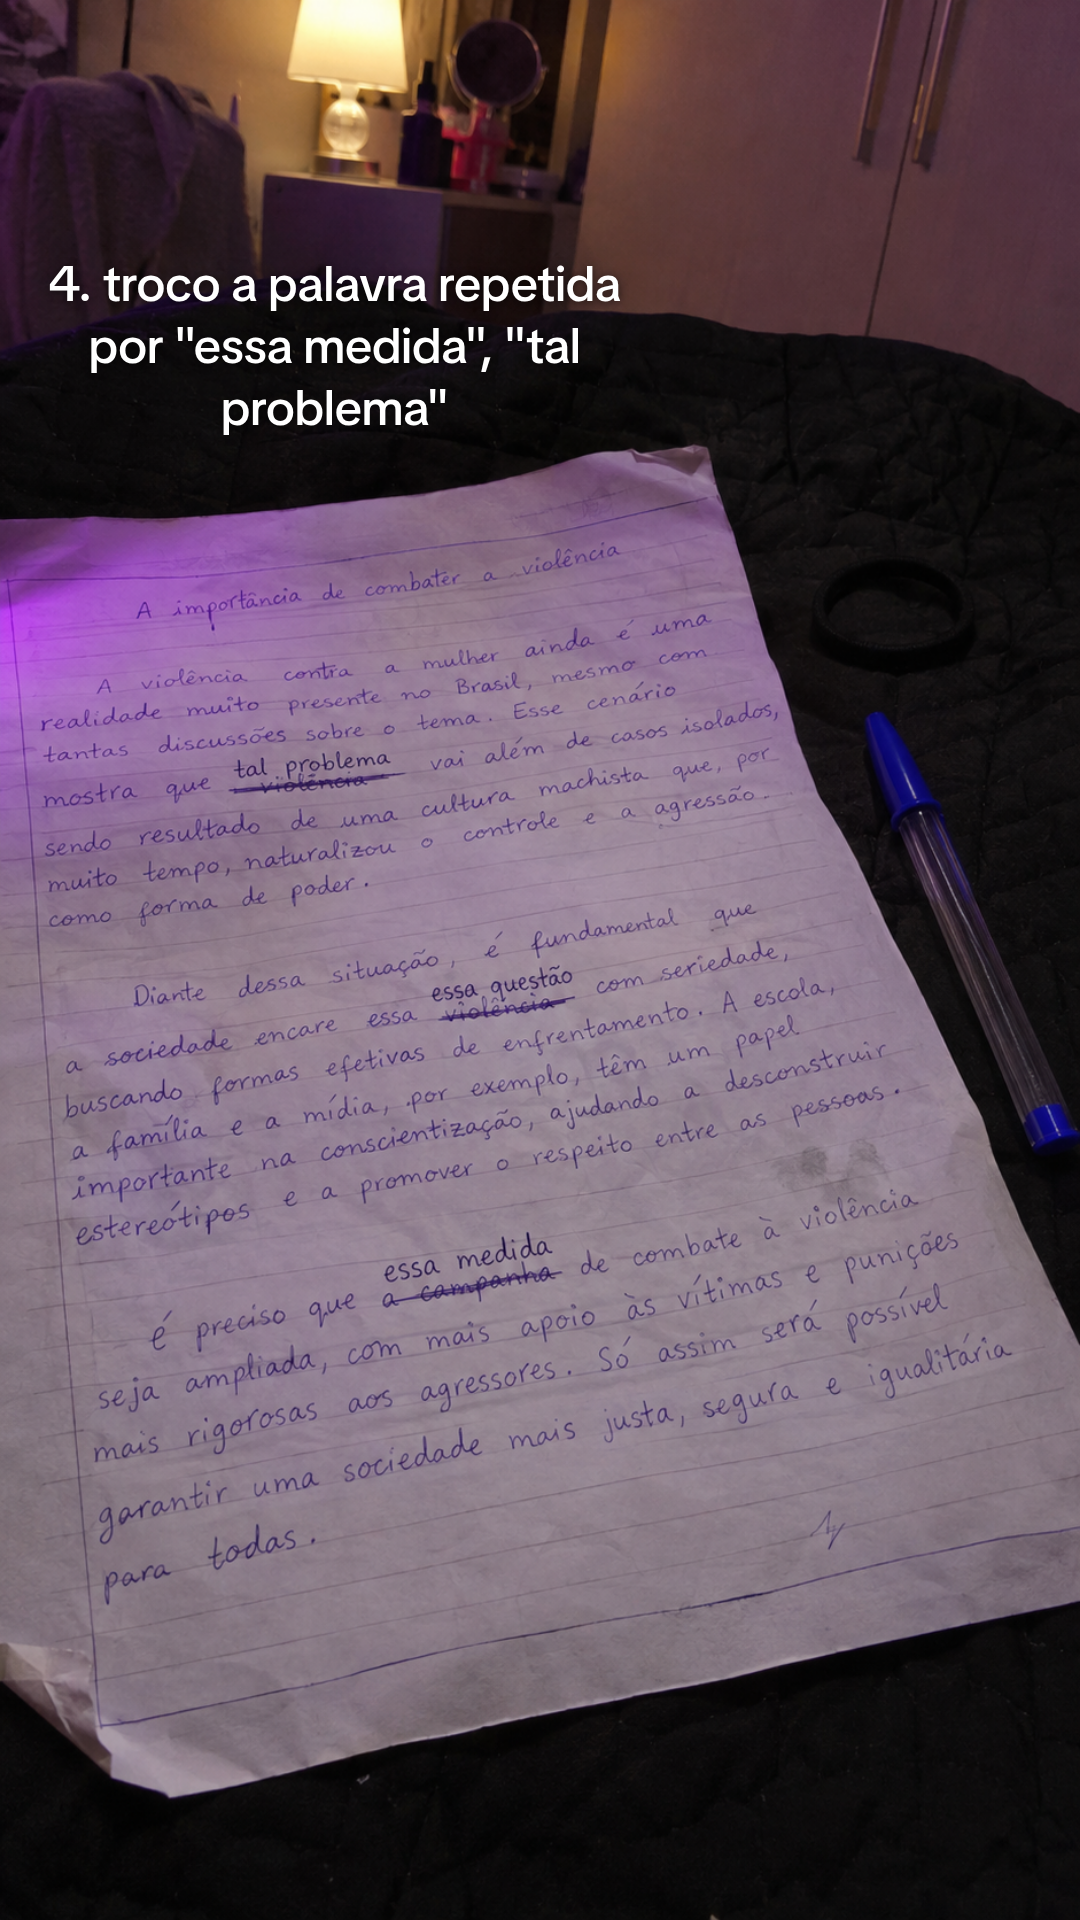 4. troco a palavra repetida
por "essa medida", "tal
problema"
A importância de combater a violência
A violência contra a mulher ainda é uma
realidade muito presente no Brasil, mesmo com
tantas discussões sobre o tema. Esse cenário
tal problema
mostra que violência vai além de casos isolados,
sendo resultado de uma cultura machista que, por
muito tempo, naturalizou o controle e a agressão
como forma de poder.
Diante dessa situação, é fundamental que
essa questão
a sociedade encare essa violência com seriedade,
buscando formas efetivas de enfrentamento. A escola,
a família e a mídia, por exemplo, têm um papel
importante na conscientização, ajudando a desconstruir
estereótipos e a promover o respeito entre as pessoas.
essa medida
é preciso que a campanha de combate à violência
seja ampliada, com mais apoio às vítimas e punições
mais rigorosas aos agressores. Só assim será possível
garantir uma sociedade mais justa, segura e igualitária
para todas.